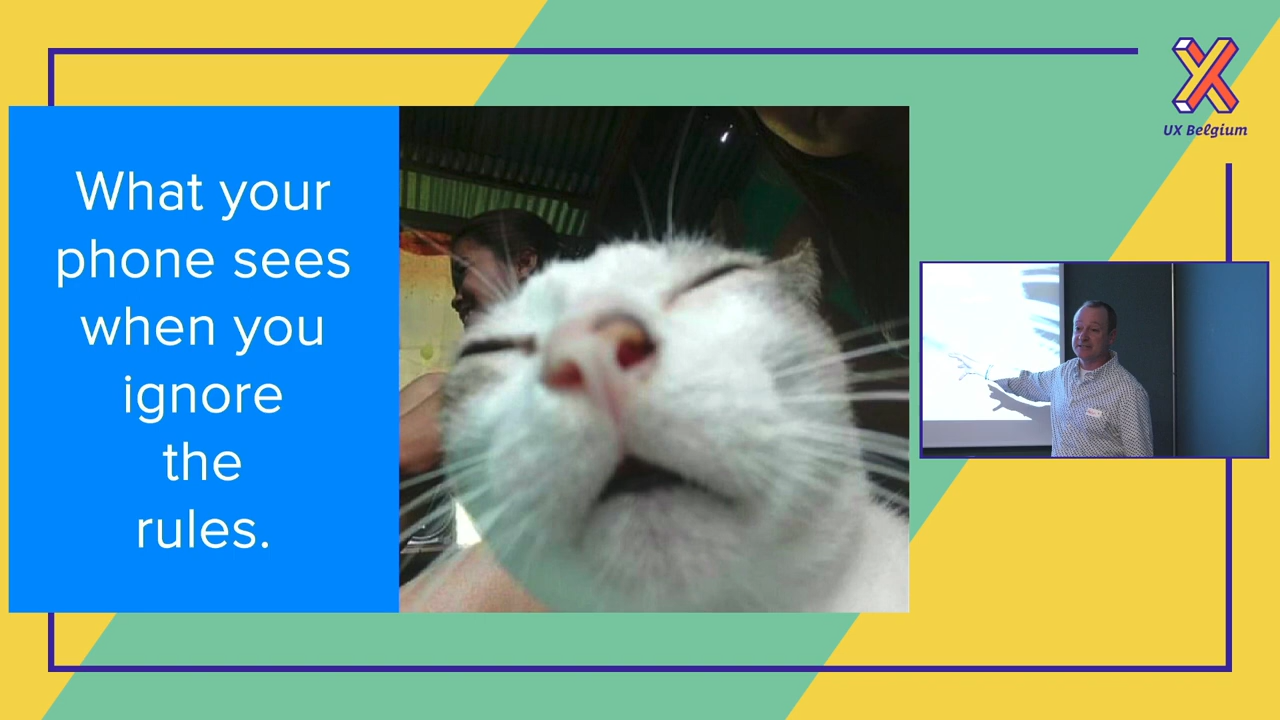 What your
phone sees
when you
ignore
the
rules.
UX Belgium